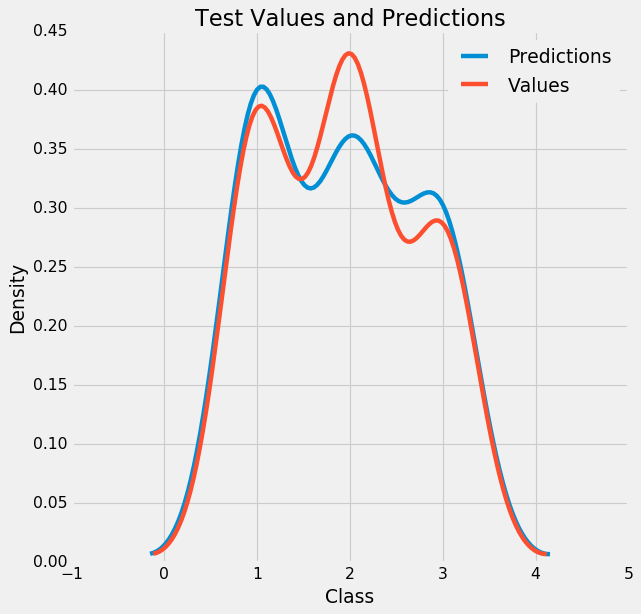 Test Values and Predictions
Predictions
Values
Density
0.45
0.40
0.35
0.30
0.25
0.20
0.15
0.10
0.05
0.00
−1 0 1 2 3 4 5
Class